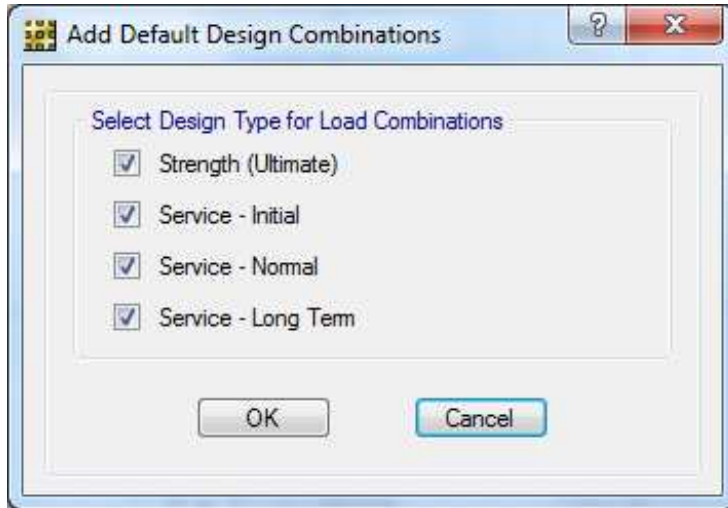 Add Default Design Combinations
Select Design Type for Load Combinations
Strength (Ultimate)
Service - Initial
Service - Normal
Service - Long Term
OK Cancel